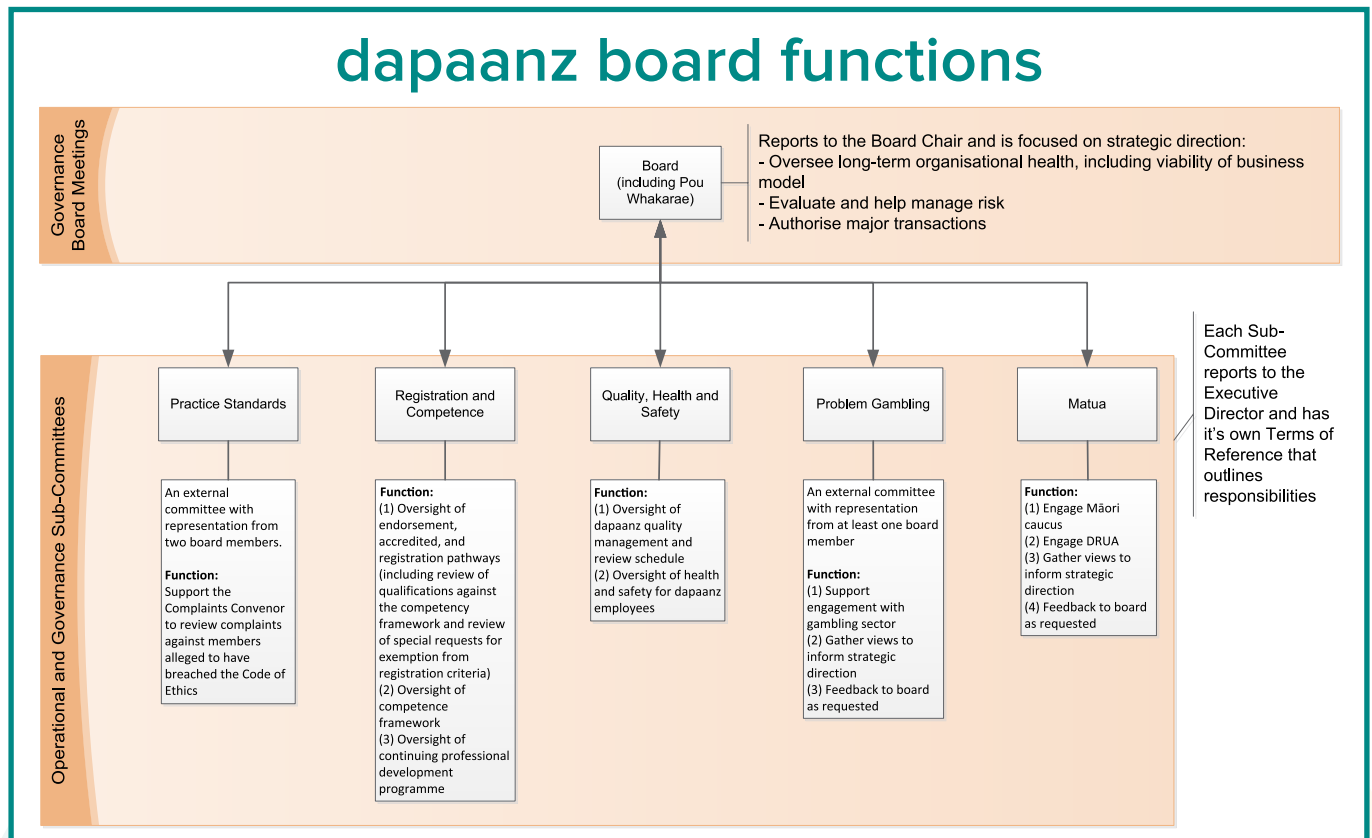 dapaanz board functions
Governance
Board Meetings
Board
(including Pou
Whakarae)
Reports to the Board Chair and is focused on strategic direction:
- Oversee long-term organisational health, including viability of business
model
- Evaluate and help manage risk
- Authorise major transactions
Operational and Governance Sub-Committees
Each Sub-
Committee
reports to the
Executive
Director and has
it's own Terms of
Reference that
outlines
responsibilities
Practice Standards
An external
committee with
representation from
two board members.
Function:
Support the
Complaints Convenor
to review complaints
against members
alleged to have
breached the Code of
Ethics
Registration and
Competence
Function:
(1) Oversight of
endorsement,
accredited, and
registration pathways
(including review of
qualifications against
the competency
framework and review
of special requests for
exemption from
registration criteria)
(2) Oversight of
competence
framework
(3) Oversight of
continuing professional
development
programme
Quality, Health and
Safety
Function:
(1) Oversight of
dapaanz quality
management and
review schedule
(2) Oversight of health
and safety for dapaanz
employees
Problem Gambling
An external committee
with representation
from at least one board
member
Function:
(1) Support
engagement with
gambling sector
(2) Gather views to
inform strategic
direction
(3) Feedback to board
as requested
Matua
Function:
(1) Engage Māori
caucus
(2) Engage DRUA
(3) Gather views to
inform strategic
direction
(4) Feedback to board
as requested